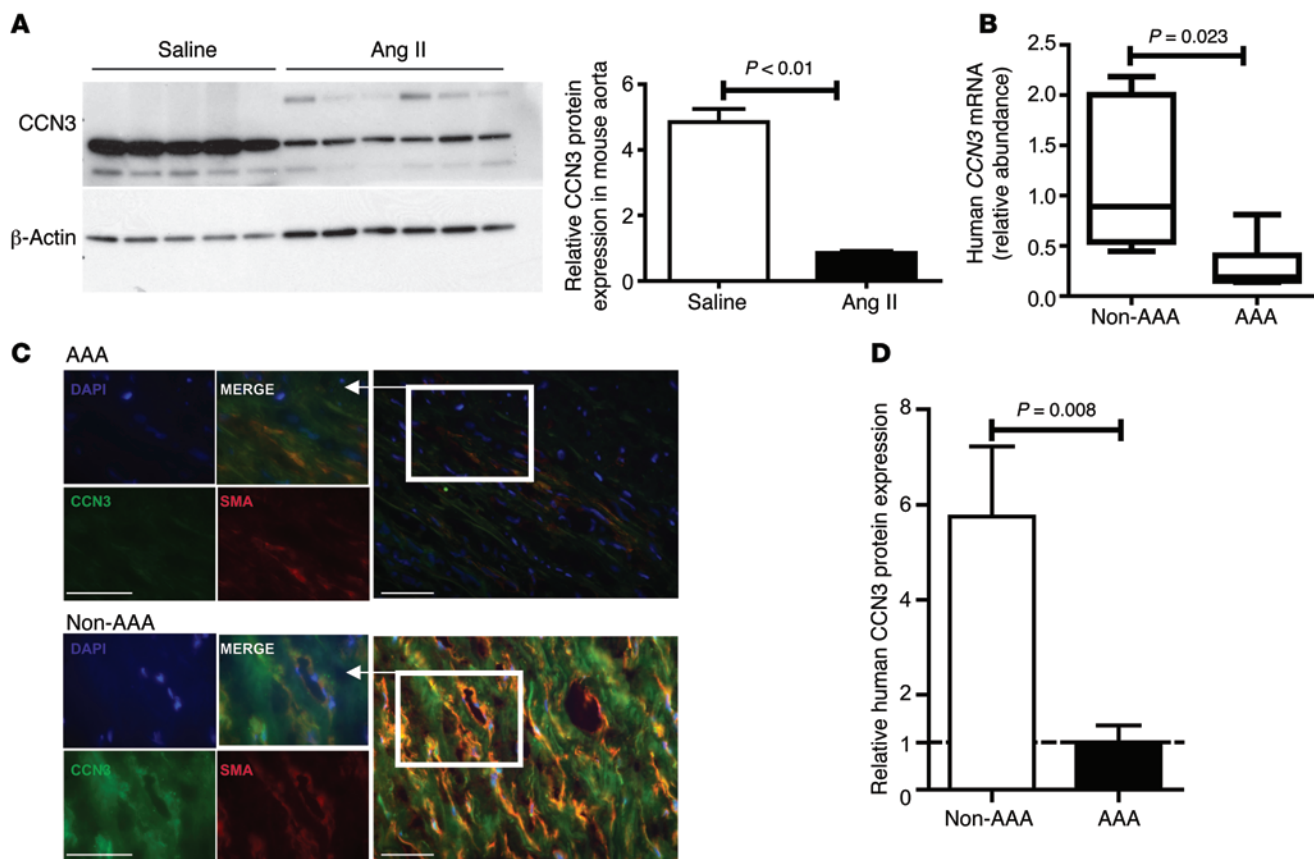 A
Saline
Ang II
CCN3
β-Actin
Relative CCN3 protein
expression in mouse aorta
6
4
2
0
P < 0.01
Saline
Ang II
B
Human CCN3 mRNA
(relative abundance)
2.5
2.0
1.5
1.0
0.5
0.0
P = 0.023
Non-AAA
AAA
C
AAA
DAPI
MERGE
CCN3
SMA
Non-AAA
DAPI
MERGE
CCN3
SMA
D
Relative human CCN3 protein expression
8
6
4
2
1
0
P = 0.008
Non-AAA
AAA